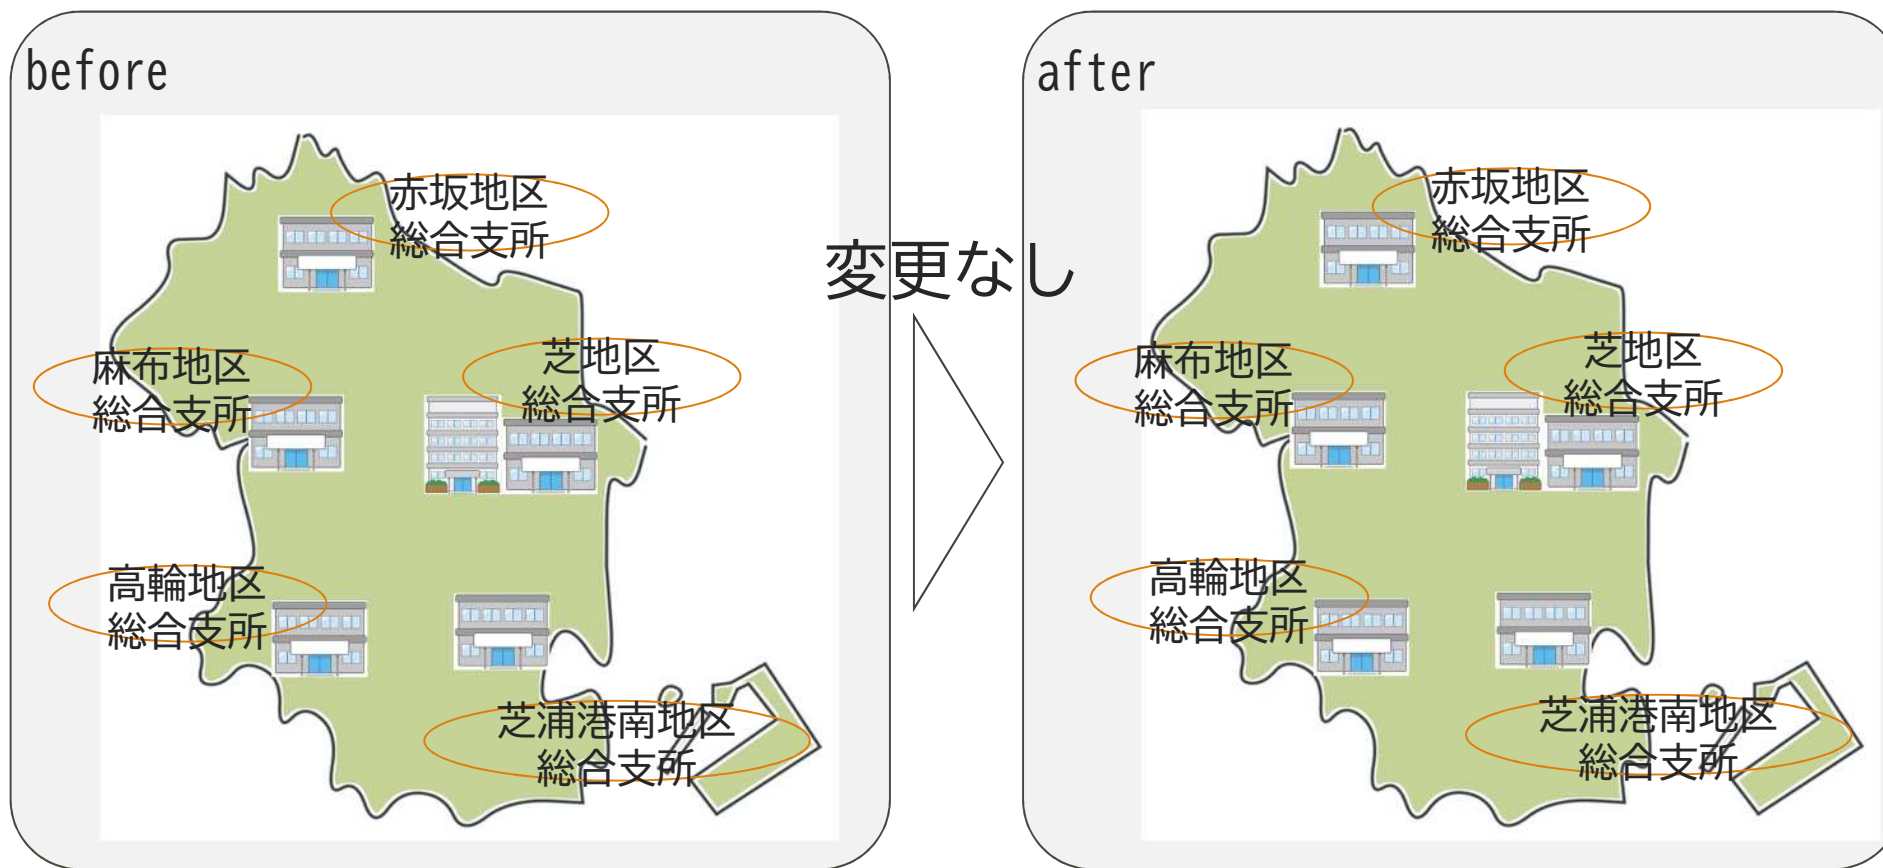 before
赤坂地区
総合支所
麻布地区
総合支所
芝地区
総合支所
高輪地区
総合支所
芝浦港南地区
総合支所
変更なし
after
赤坂地区
総合支所
麻布地区
総合支所
芝地区
総合支所
高輪地区
総合支所
芝浦港南地区
総合支所